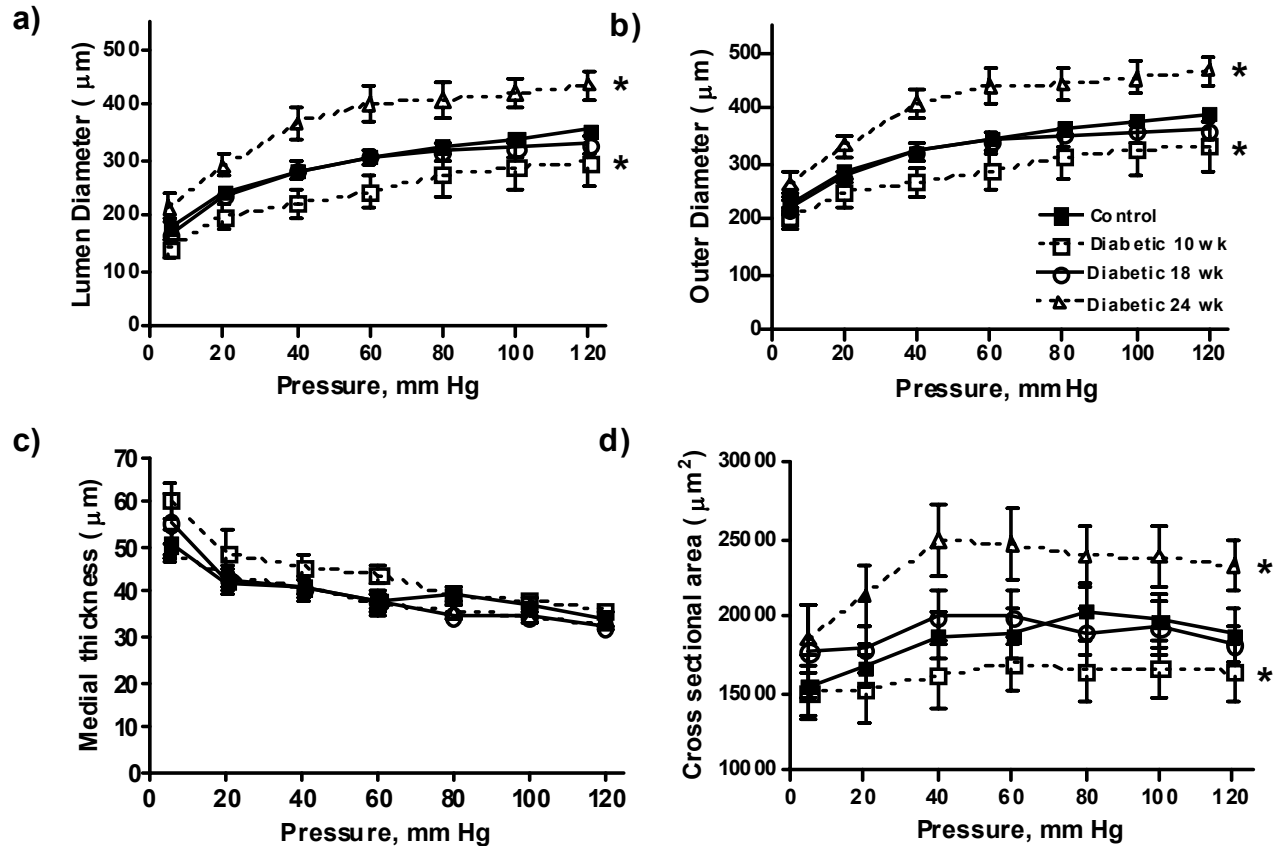 a)
Lumen Diameter ( μm)
500
400
300
200
100
0
0 20 40 60 80 100 120
Pressure, mm Hg
*
*
b)
Outer Diameter ( μm)
500
400
300
200
100
0
0 20 40 60 80 100 120
Pressure, mm Hg
*
*
Control
Diabetic 10 wk
Diabetic 18 wk
Diabetic 24 wk
c)
Medial thickness ( μm)
70
60
50
40
30
20
10
0
0 20 40 60 80 100 120
Pressure, mm Hg
d)
Cross sectional area ( μm²)
30000
25000
20000
15000
10000
0 20 40 60 80 100 120
Pressure, mm Hg
*
*